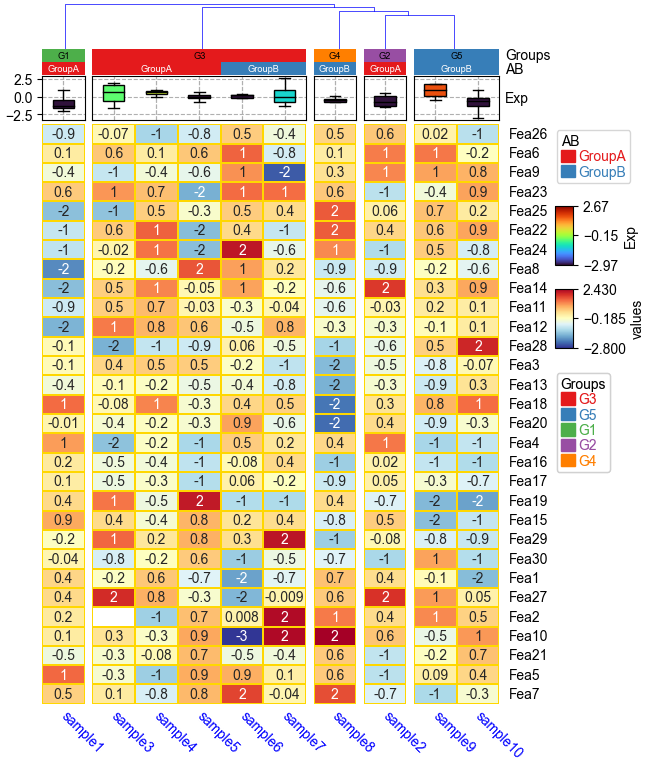 G1 G3 G4 G2 G5 Groups
GroupA GroupA GroupB GroupB GroupA GroupB AB
2.5
0.0
−2.5
Exp
-0.9 -0.07 -1 -0.8 0.5 -0.4 0.5 0.6 0.02 -1 Fea26
0.1 0.6 0.1 0.6 1 -0.8 0.1 1 1 -0.2 Fea6
-0.4 -1 -0.4 -0.6 1 -2 0.3 1 1 0.8 Fea9
0.6 1 0.7 -2 1 1 0.6 -1 -0.4 0.9 Fea23
-2 -1 0.5 -0.3 0.5 0.4 2 0.06 0.7 0.2 Fea25
-1 0.6 1 -2 0.4 -1 2 0.4 0.6 0.9 Fea22
-1 -0.02 1 -2 2 -0.6 1 -1 0.5 -0.8 Fea24
-2 -0.2 -0.6 2 1 0.2 -0.9 -0.9 -0.2 -0.6 Fea8
-2 0.5 1 -0.05 1 -0.2 -0.6 2 0.3 0.9 Fea14
-0.9 0.5 0.7 -0.03 -0.3 -0.04 -0.6 -0.03 0.2 0.1 Fea11
-2 1 0.8 0.6 -0.5 0.8 -0.3 -0.3 -0.1 0.1 Fea12
-0.1 -2 -1 -0.9 0.06 -0.5 -1 -0.6 0.5 2 Fea28
-0.1 0.4 0.5 0.5 -0.2 -1 -2 -0.5 -0.8 -0.07 Fea3
-0.4 -0.1 -0.2 -0.5 -0.4 -0.8 -2 -0.3 -0.9 0.3 Fea13
1 -0.08 1 -0.3 0.4 0.5 -2 0.3 0.8 1 Fea18
-0.01 -0.4 -0.2 -0.3 0.9 -0.6 -2 0.4 -0.9 -0.3 Fea20
1 -2 -0.2 -1 0.5 0.2 0.4 1 -1 -1 Fea4
0.2 -0.5 -0.4 -1 -0.08 0.4 -1 0.02 -1 -1 Fea16
0.1 -0.5 -0.3 -1 0.06 -0.2 -0.9 0.05 -0.3 -0.7 Fea17
0.4 1 -0.5 2 -1 -1 0.4 -0.7 -2 -2 Fea19
0.9 0.4 -0.4 0.8 0.2 0.4 -0.8 0.5 -2 -1 Fea15
-0.2 1 0.2 0.8 0.3 2 -1 -0.08 -0.8 -0.9 Fea29
-0.04 -0.8 -0.2 0.6 -1 -0.5 -0.7 -1 1 -1 Fea30
0.4 -0.2 0.6 -0.7 -2 -0.7 0.7 0.4 -0.1 -2 Fea1
0.4 2 0.8 -0.3 -2 -0.009 0.6 2 1 0.05 Fea27
0.2 -1 0.7 0.008 2 1 0.4 1 0.5 Fea2
0.1 0.3 -0.3 0.9 -3 2 2 0.6 -0.5 1 Fea10
-0.5 -0.3 -0.08 0.7 -0.5 -0.4 0.6 -1 -0.2 0.7 Fea21
1 -0.3 -1 0.9 0.9 0.1 0.6 -1 0.09 0.4 Fea5
0.5 0.1 -0.8 0.8 2 -0.04 2 -0.7 -1 -0.3 Fea7
sample1 sample3 sample4 sample5 sample6 sample7 sample8 sample2 sample9 sample10
AB
GroupA
GroupB
2.67
-0.15
-2.97
Exp
2.430
-0.185
-2.800
values
Groups
G3
G5
G1
G2
G4